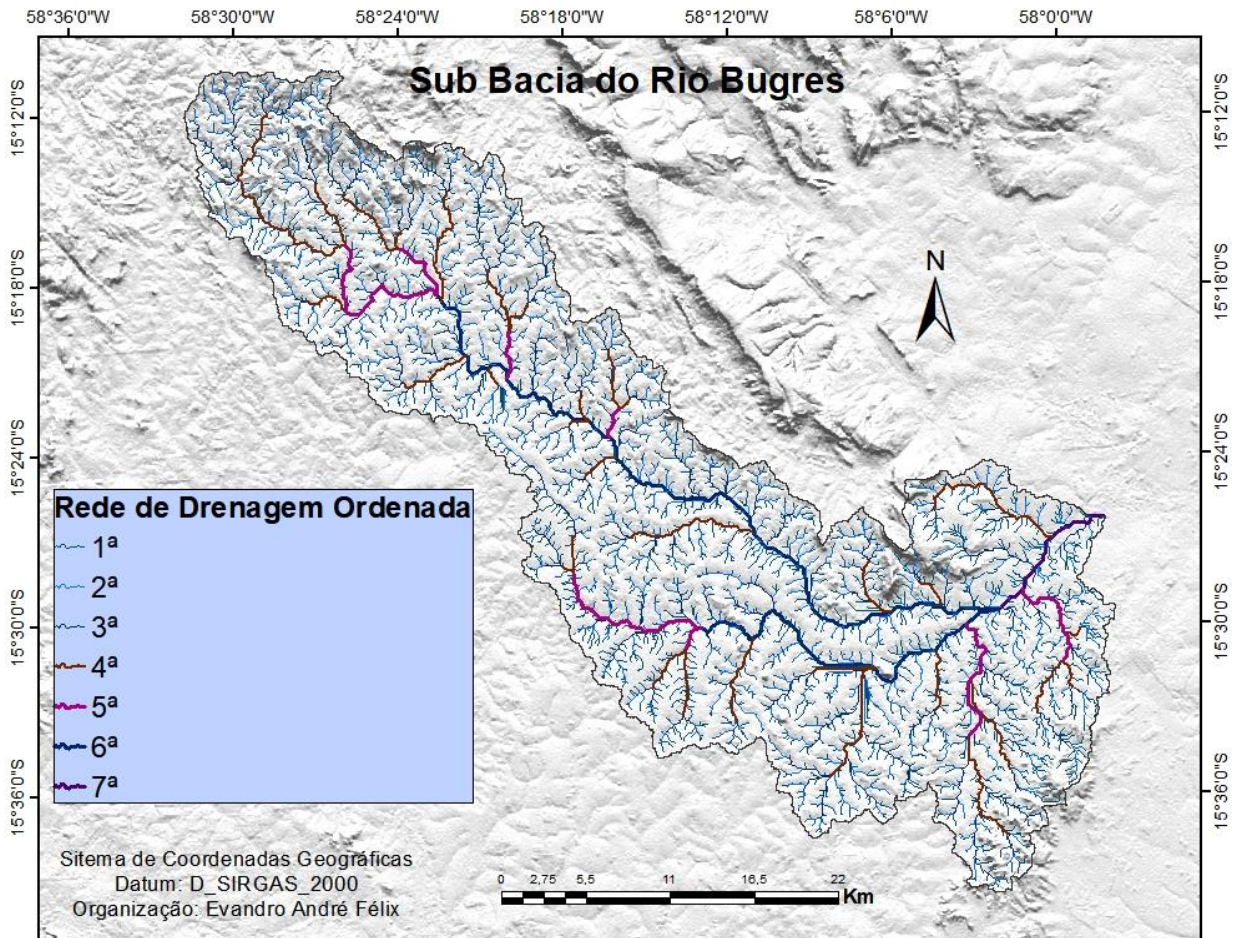 58°36'0"W 58°30'0"W 58°24'0"W 58°18'0"W 58°12'0"W 58°6'0"W 58°0'0"W
Sub Bacia do Rio Bugres
15°12'0"S 15°12'0"S
N
15°18'0"S 15°18'0"S
15°24'0"S 15°24'0"S
Rede de Drenagem Ordenada
1ª
2ª
3ª
4ª
5ª
6ª
7ª
15°30'0"S 15°30'0"S
15°36'0"S 15°36'0"S
Sitema de Coordenadas Geográficas
Datum: D_SIRGAS_2000
Organização: Evandro André Félix
0 2,75 5,5 11 16,5 22
Km